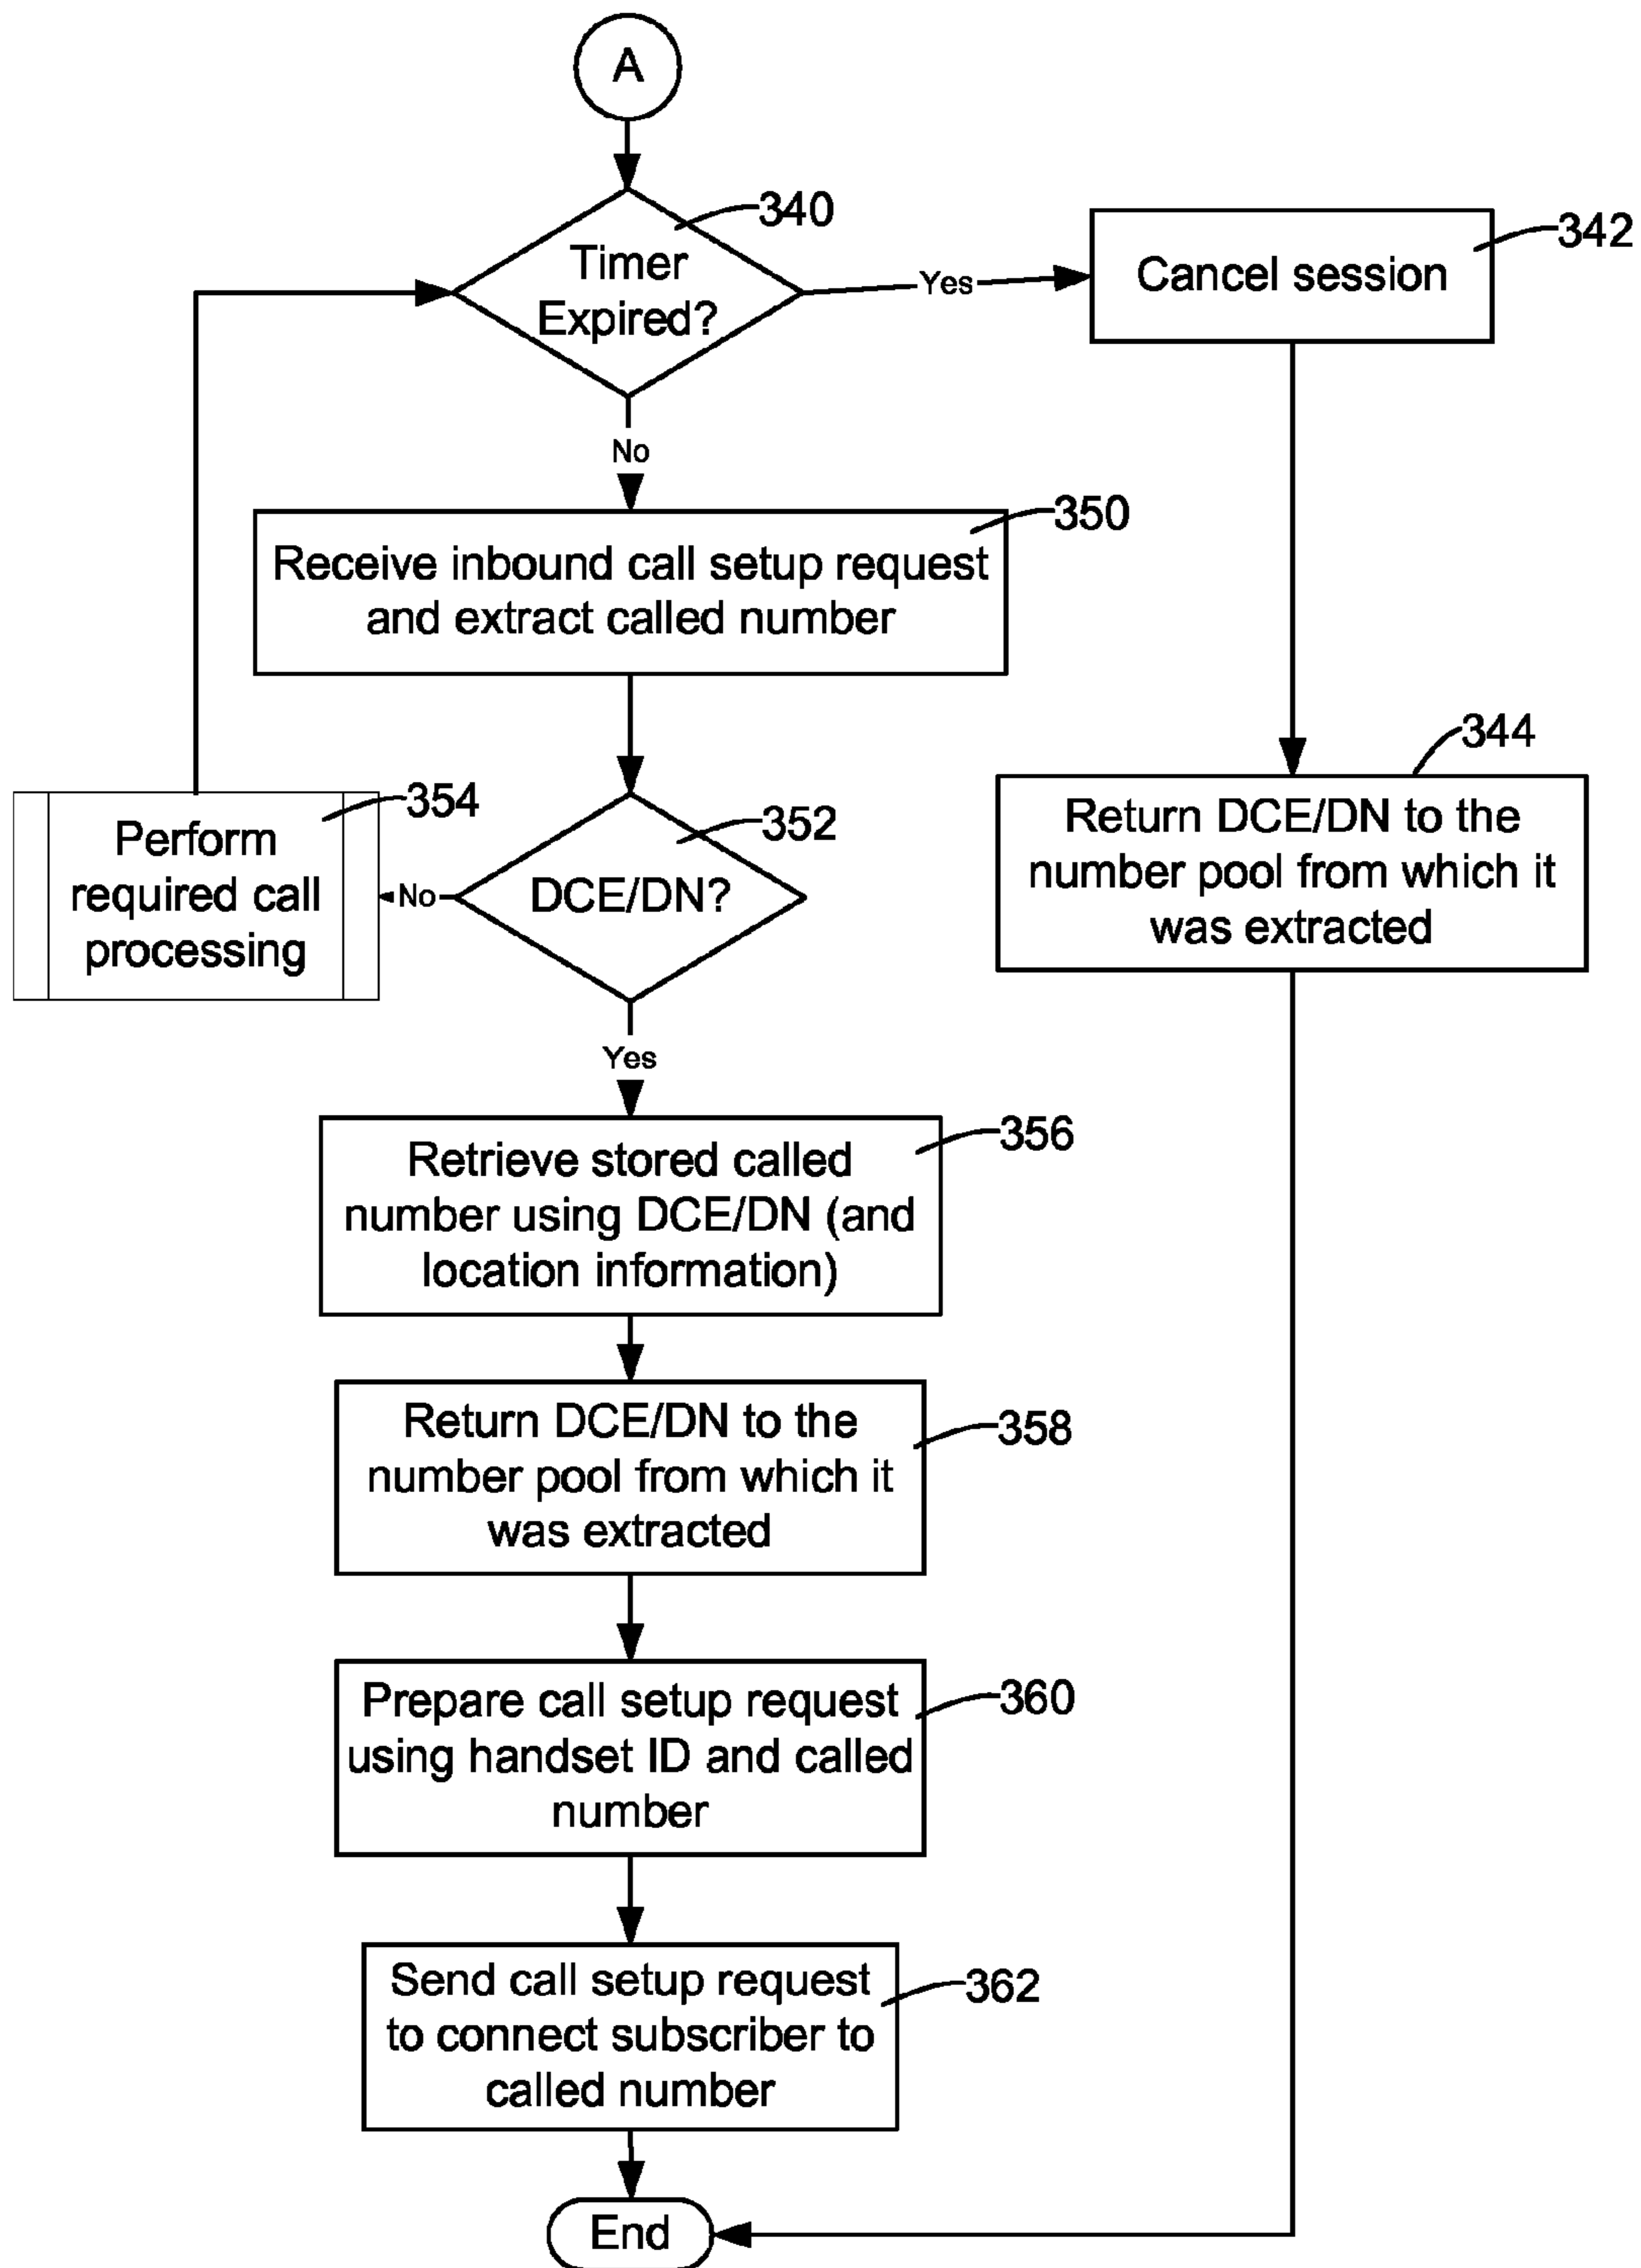 A
340
Timer
Expired?
Yes
Cancel session
342
No
Receive inbound call setup request
and extract called number
350
DCE/DN?
352
No
Perform
required call
processing
354
Return DCE/DN to the
number pool from which it
was extracted
344
Yes
Retrieve stored called
number using DCE/DN (and
location information)
356
Return DCE/DN to the
number pool from which it
was extracted
358
Prepare call setup request
using handset ID and called
number
360
Send call setup request
to connect subscriber to
called number
362
End